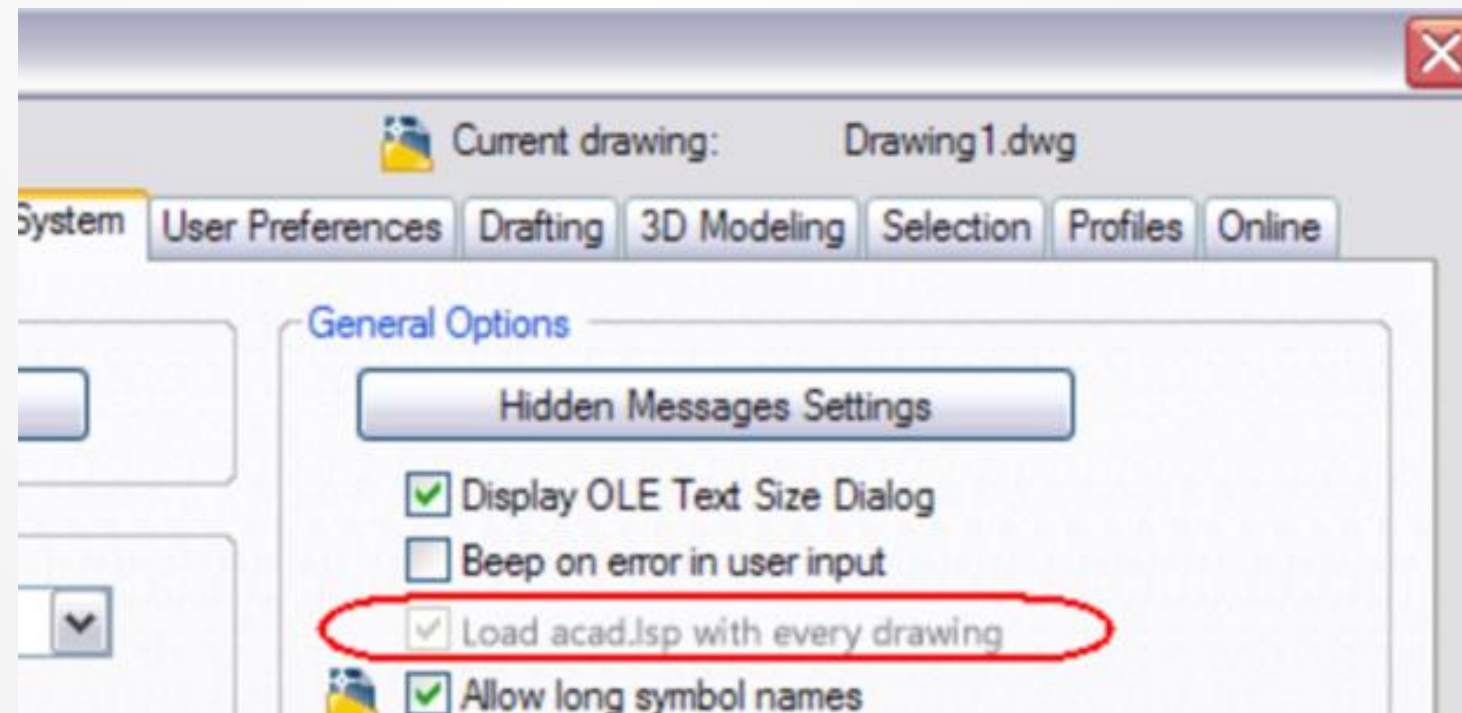 Current drawing: Drawing1.dwg
System User Preferences Drafting 3D Modeling Selection Profiles Online
General Options
Hidden Messages Settings
Display OLE Text Size Dialog
Beep on error in user input
Load acad.lsp with every drawing
Allow long symbol names